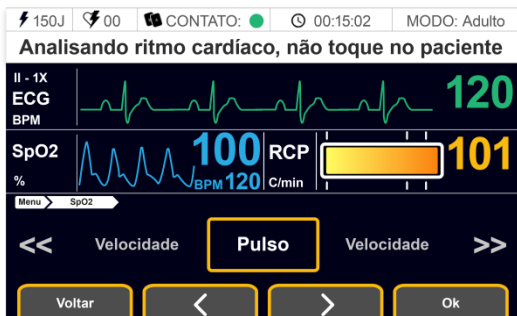 150J 00 CONTATO: 00:15:02 MODO: Adulto
Analisando ritmo cardíaco, não toque no paciente
II - 1X
ECG
BPM
120
SpO2
%
100
BPM 120
RCP
C/min
101
Menu SpO2
<< Velocidade Pulso Velocidade >>
Voltar < > Ok